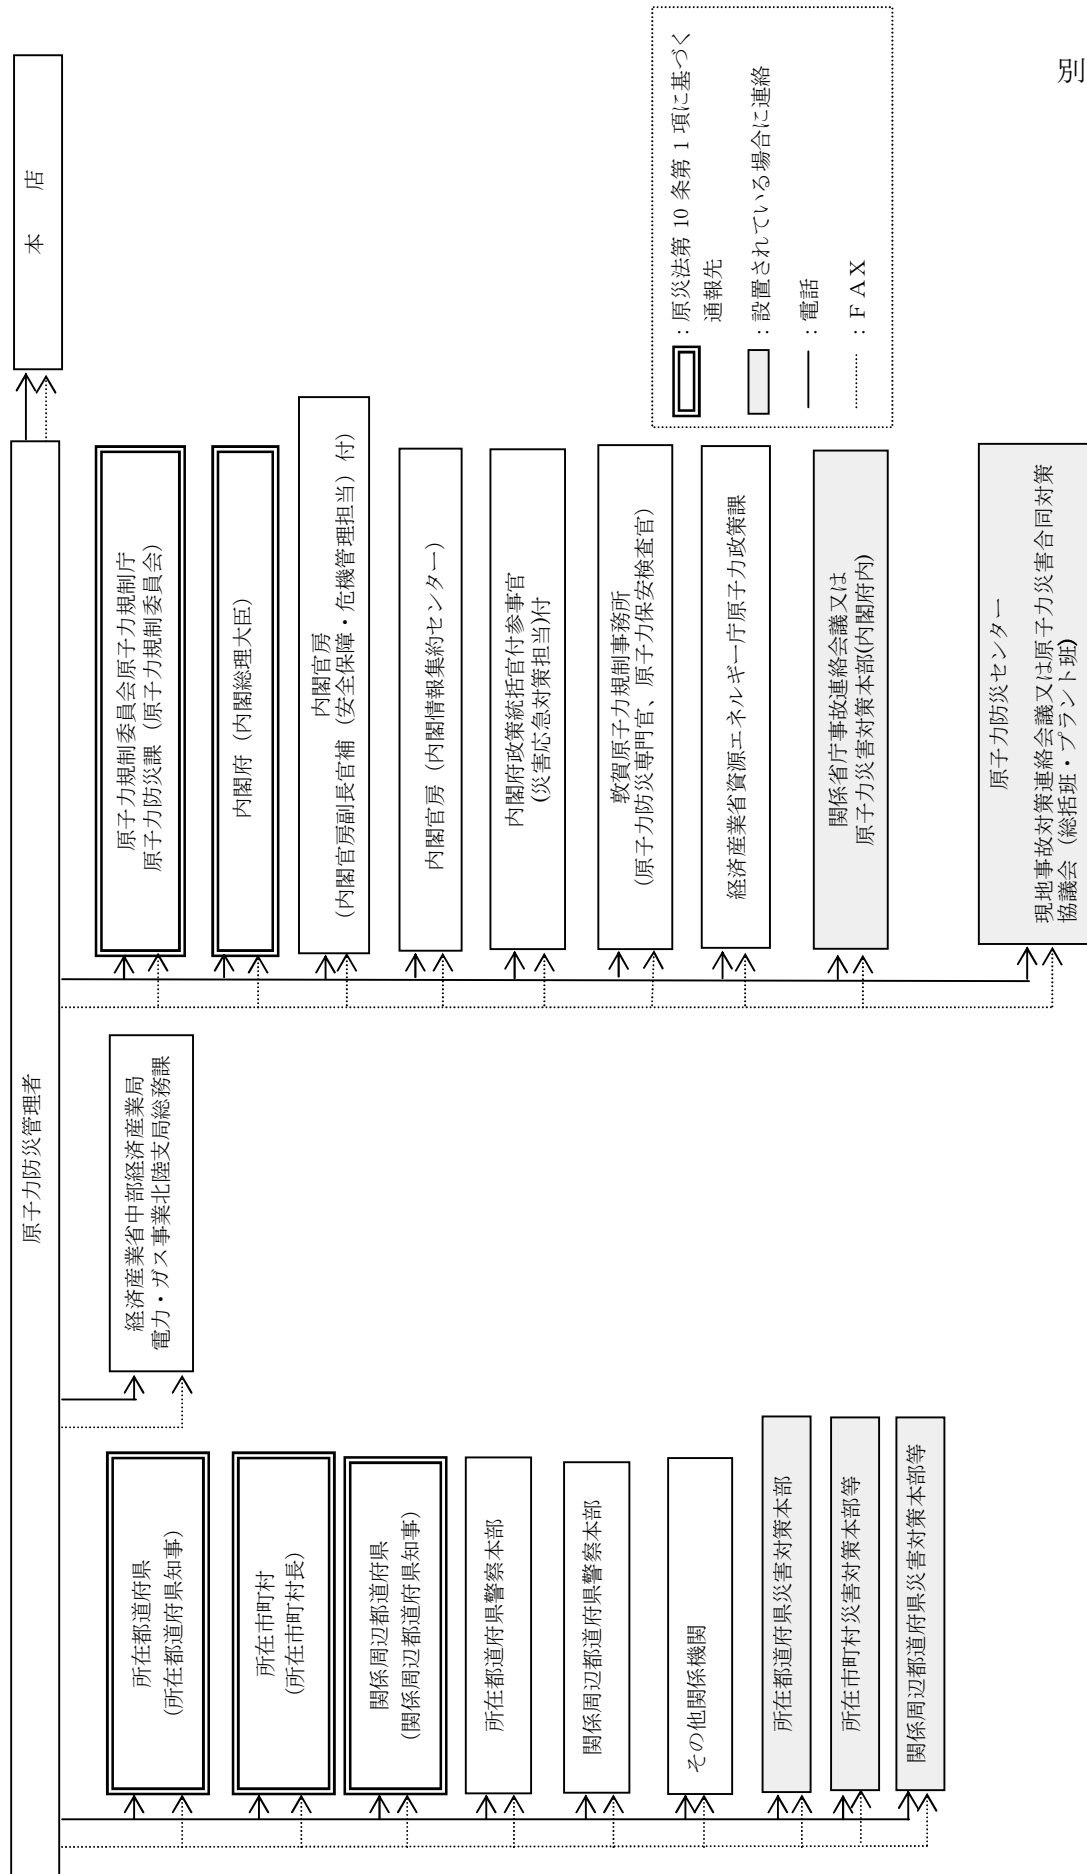 別
本　　店
原子力防災管理者
原子力規制委員会原子力規制庁
原子力防災課（原子力規制委員会）
内閣府（内閣総理大臣）
内閣官房
（内閣官房副長官補（安全保障・危機管理担当）付）
内閣官房（内閣情報集約センター）
内閣府政策統括官付参事官
(災害応急対策担当)付
敦賀原子力規制事務所
（原子力防災専門官、原子力保安検査官）
経済産業省資源エネルギー庁原子力政策課
関係省庁事故連絡会議又は
原子力災害対策本部(内閣府内)
原子力防災センター
現地事故対策連絡会議又は原子力災害合同対策
協議会（総括班・プラント班）
経済産業省中部経済産業局
電力・ガス事業北陸支局総務課
所在都道府県
（所在都道府県知事）
所在市町村
（所在市町村長）
関係周辺都道府県
（関係周辺都道府県知事）
所在都道府県警察本部
関係周辺都道府県警察本部
その他関係機関
所在都道府県災害対策本部
所在市町村災害対策本部等
関係周辺都道府県災害対策本部等
：原災法第 10 条第 1 項に基づく
通報先
：設置されている場合に連絡
：電話
：ＦＡＸ